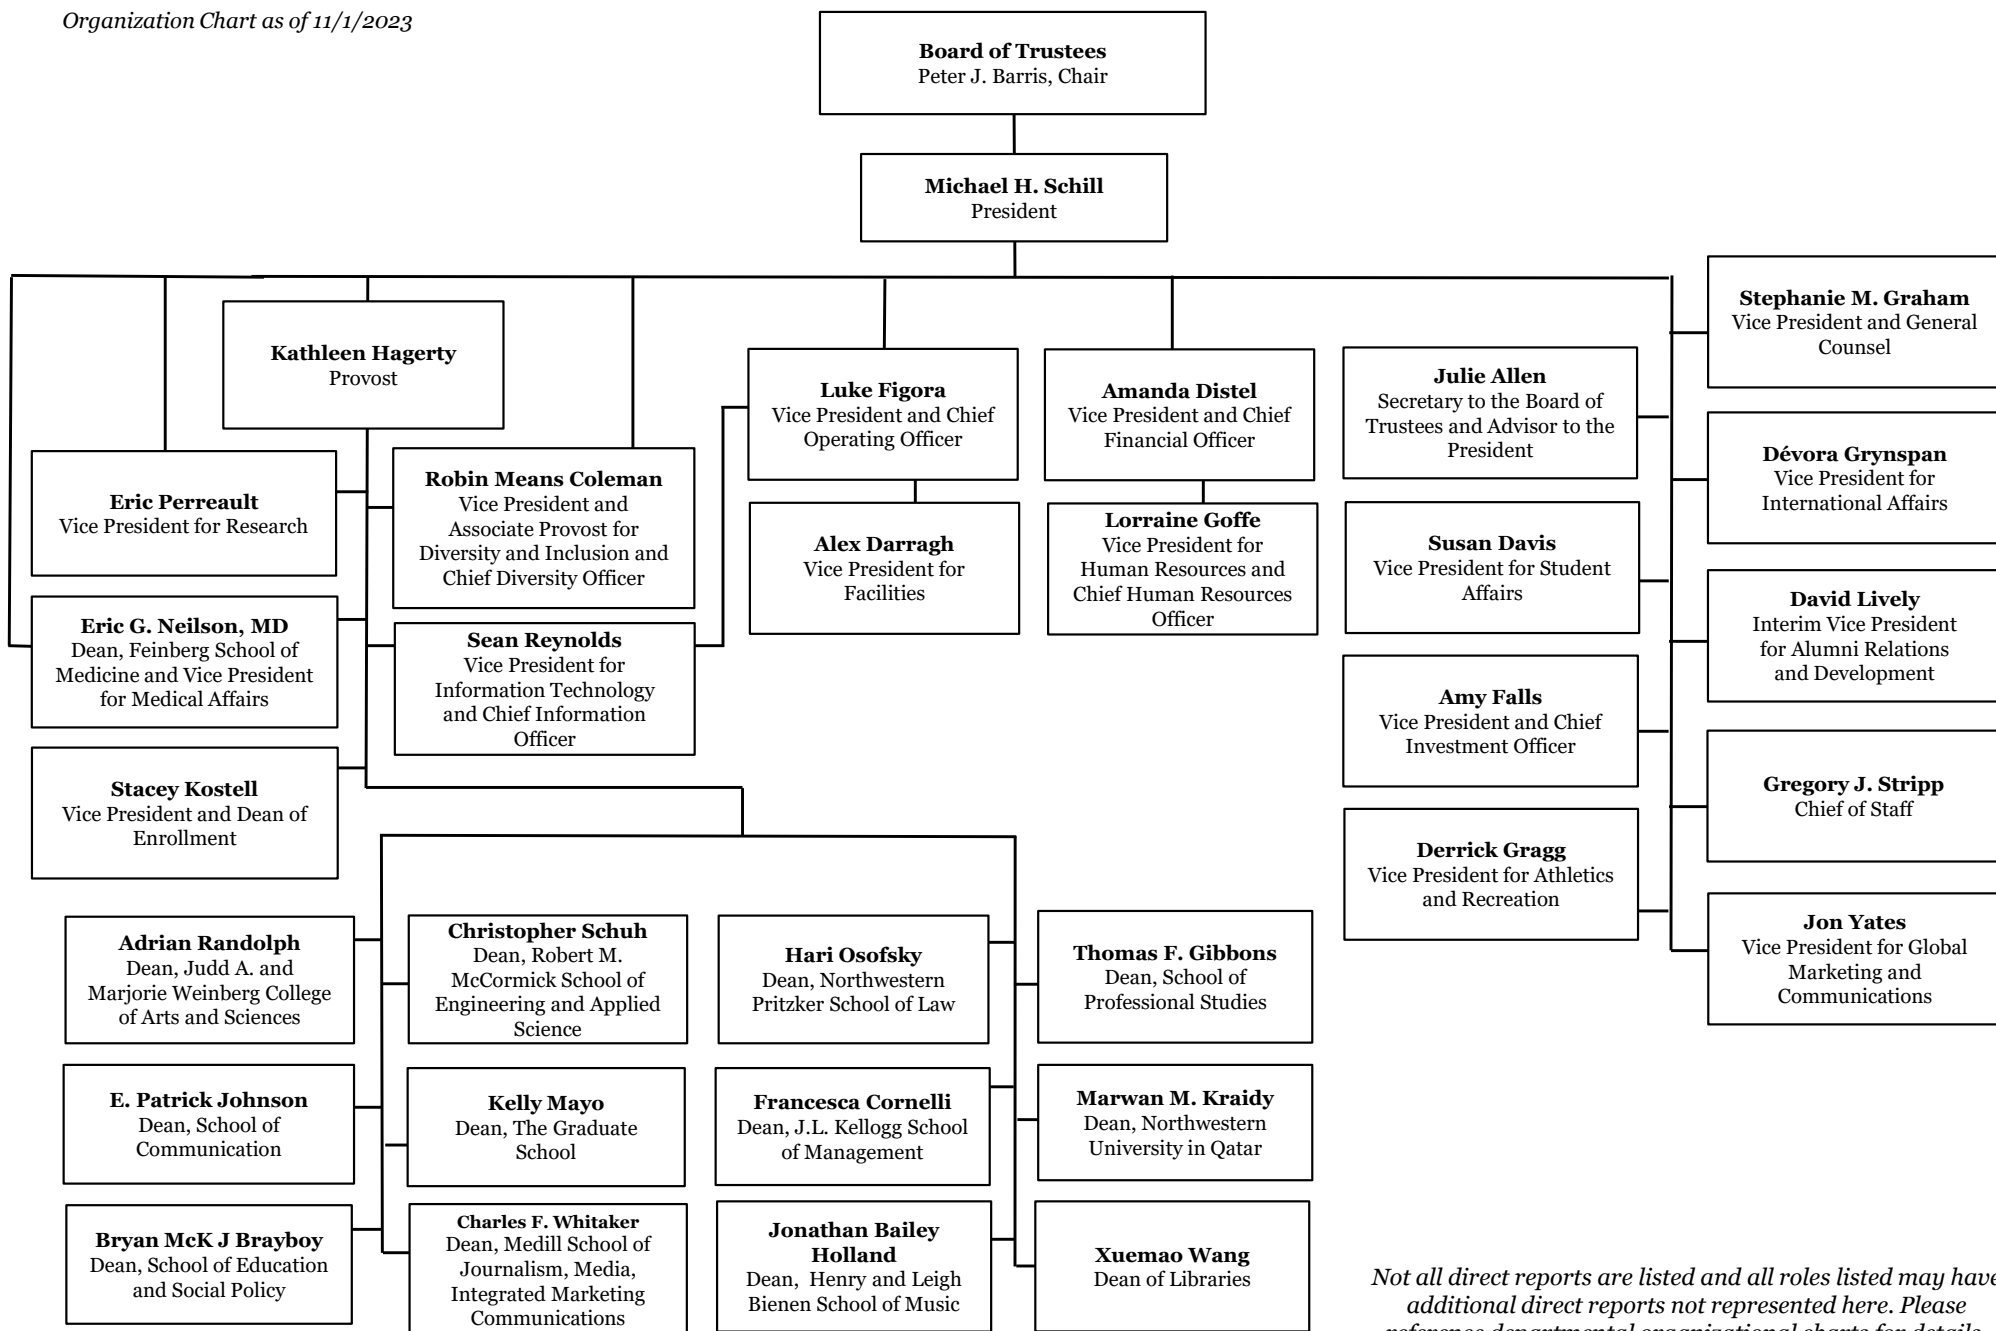 Organization Chart as of 11/1/2023
Board of Trustees
Peter J. Barris, Chair
Michael H. Schill
President
Kathleen Hagerty
Provost
Luke Figora
Vice President and Chief
Operating Officer
Amanda Distel
Vice President and Chief
Financial Officer
Julie Allen
Secretary to the Board of
Trustees and Advisor to the
President
Stephanie M. Graham
Vice President and General
Counsel
Eric Perreault
Vice President for Research
Robin Means Coleman
Vice President and
Associate Provost for
Diversity and Inclusion and
Chief Diversity Officer
Alex Darragh
Vice President for
Facilities
Lorraine Goffe
Vice President for
Human Resources and
Chief Human Resources
Officer
Susan Davis
Vice President for Student
Affairs
Dévora Grynspan
Vice President for
International Affairs
Eric G. Neilson, MD
Dean, Feinberg School of
Medicine and Vice President
for Medical Affairs
Sean Reynolds
Vice President for
Information Technology
and Chief Information
Officer
Amy Falls
Vice President and Chief
Investment Officer
David Lively
Interim Vice President
for Alumni Relations
and Development
Stacey Kostell
Vice President and Dean of
Enrollment
Derrick Gragg
Vice President for Athletics
and Recreation
Gregory J. Stripp
Chief of Staff
Jon Yates
Vice President for Global
Marketing and
Communications
Adrian Randolph
Dean, Judd A. and
Marjorie Weinberg College
of Arts and Sciences
Christopher Schuh
Dean, Robert M.
McCormick School of
Engineering and Applied
Science
Hari Osofsky
Dean, Northwestern
Pritzker School of Law
Thomas F. Gibbons
Dean, School of
Professional Studies
E. Patrick Johnson
Dean, School of
Communication
Kelly Mayo
Dean, The Graduate
School
Francesca Cornelli
Dean, J.L. Kellogg School
of Management
Marwan M. Kraidy
Dean, Northwestern
University in Qatar
Bryan McK J Brayboy
Dean, School of Education
and Social Policy
Charles F. Whitaker
Dean, Medill School of
Journalism, Media,
Integrated Marketing
Communications
Jonathan Bailey
Holland
Dean, Henry and Leigh
Bienen School of Music
Xuemao Wang
Dean of Libraries
Not all direct reports are listed and all roles listed may have
additional direct reports not represented here. Please
reference departmental organizational charts for details